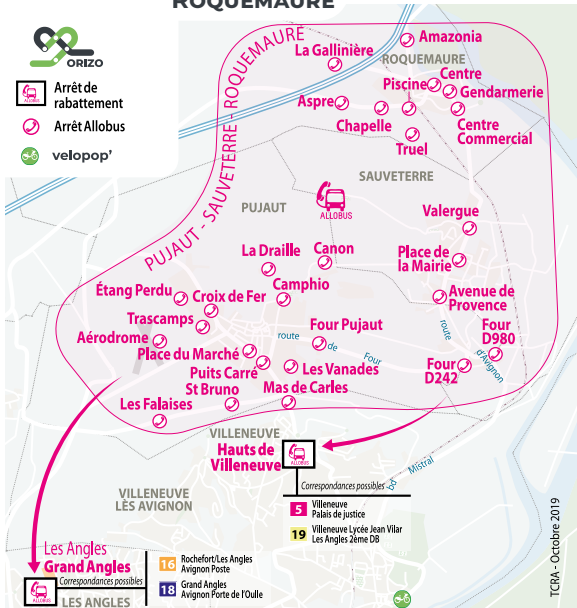 ROQUEMAURE
ORIZO
Arrêt de
rabattement
ALLOBUS
Arrêt Allobus
velopop'
PUJAUT - SAUVETERRE - ROQUEMAURE
Amazonia
La Gallinière
ROQUEMAURE
Centre
Piscine
Gendarmerie
Aspre
Chapelle
Centre
Commercial
Truel
SAUVETERRE
PUJAUT
ALLOBUS
Valergue
La Draille
Canon
Place de
la Mairie
Étang Perdu
Camphio
Croix de Fer
Avenue de
Provence
Trascamps
Four Pujaut
Four
D980
Aérodrome
route
de
Four
route
d'Avignon
Place du Marché
Puits Carré
Les Vanades
Four
D242
St Bruno
Mas de Carles
Les Falaises
VILLENEUVE
Hauts de
Villeneuve
ALLOBUS
Correspondances possibles
5 Villeneuve
Palais de justice
19 Villeneuve Lycée Jean Vilar
Les Angles 2ème DB
bd Mistral
VILLENEUVE
LÈS AVIGNON
Les Angles
Grand Angles
Correspondances possibles
ALLOBUS
LES ANGLES
16 Rochefort/Les Angles
Avignon Poste
18 Grand Angles
Avignon Porte de l'Oulle
TCRA - Octobre 2019